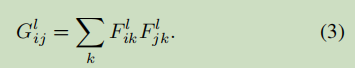 G^l_{ij} = \sum_k F^l_{ik} F^l_{jk}. (3)